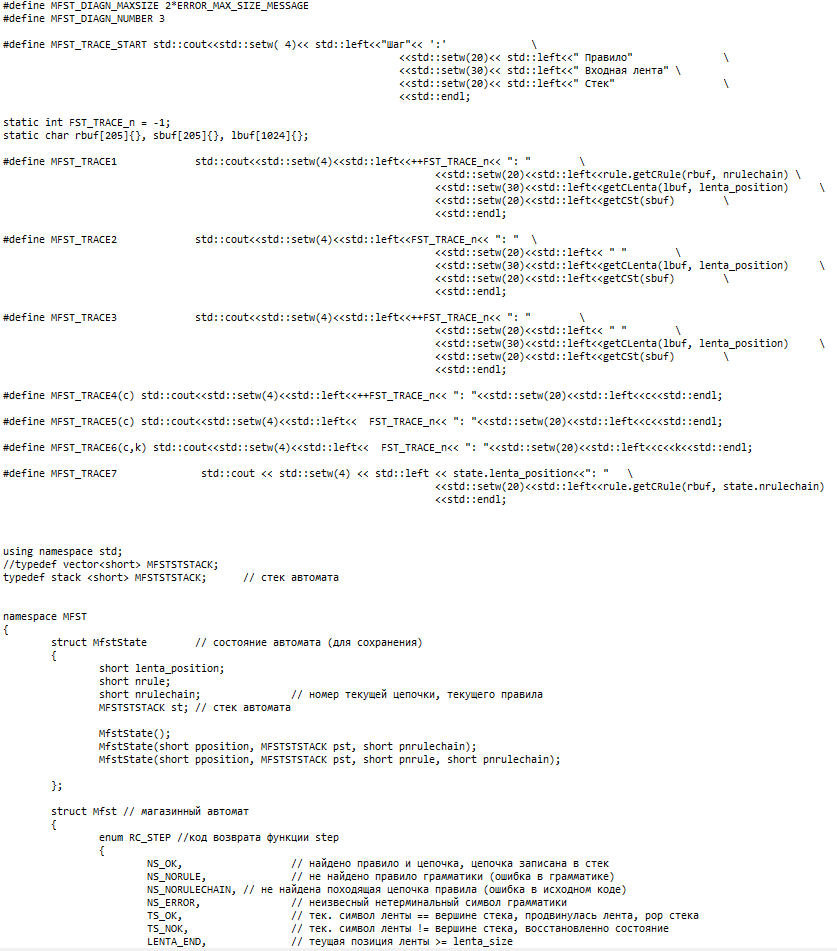 #define MFST_DIAGN_MAXSIZE 2*ERROR_MAX_SIZE_MESSAGE
#define MFST_DIAGN_NUMBER 3
#define MFST_TRACE_START std::cout<<std::setw( 4)<< std::left<<"Шаг"<< ':' \
<<std::setw(20)<< std::left<<" Правило" \
<<std::setw(30)<< std::left<<" Входная лента" \
<<std::setw(20)<< std::left<<" Стек" \
<<std::endl;
static int FST_TRACE_n = -1;
static char rbuf[205]{}, sbuf[205]{}, lbuf[1024]{};
#define MFST_TRACE1 std::cout<<std::setw(4)<<std::left<<++FST_TRACE_n<< ": " \
<<std::setw(20)<<std::left<<rule.getCRule(rbuf, nrulechain) \
<<std::setw(30)<<std::left<<getCLenta(lbuf, lenta_position) \
<<std::setw(20)<<std::left<<getCSt(sbuf) \
<<std::endl;
#define MFST_TRACE2 std::cout<<std::setw(4)<<std::left<<FST_TRACE_n<< ": " \
<<std::setw(20)<<std::left<< " " \
<<std::setw(30)<<std::left<<getCLenta(lbuf, lenta_position) \
<<std::setw(20)<<std::left<<getCSt(sbuf) \
<<std::endl;
#define MFST_TRACE3 std::cout<<std::setw(4)<<std::left<<++FST_TRACE_n<< ": " \
<<std::setw(20)<<std::left<< " " \
<<std::setw(30)<<std::left<<getCLenta(lbuf, lenta_position) \
<<std::setw(20)<<std::left<<getCSt(sbuf) \
<<std::endl;
#define MFST_TRACE4(c) std::cout<<std::setw(4)<<std::left<<++FST_TRACE_n<< ": "<<std::setw(20)<<std::left<<c<<std::endl;
#define MFST_TRACE5(c) std::cout<<std::setw(4)<<std::left<< FST_TRACE_n<< ": "<<std::setw(20)<<std::left<<c<<std::endl;
#define MFST_TRACE6(c,k) std::cout<<std::setw(4)<<std::left<< FST_TRACE_n<< ": "<<std::setw(20)<<std::left<<c<<k<<std::endl;
#define MFST_TRACE7 std::cout << std::setw(4) << std::left << state.lenta_position<<": " \
<<std::setw(20)<<std::left<<rule.getCRule(rbuf, state.nrulechain)
<<std::endl;
using namespace std;
//typedef vector<short> MFSTSTSTACK;
typedef stack <short> MFSTSTSTACK; // стек автомата
namespace MFST
{
struct MfstState // состояние автомата (для сохранения)
{
short lenta_position;
short nrule;
short nrulechain; // номер текущей цепочки, текущего правила
MFSTSTSTACK st; // стек автомата
MfstState();
MfstState(short pposition, MFSTSTSTACK pst, short pnrulechain);
MfstState(short pposition, MFSTSTSTACK pst, short pnrule, short pnrulechain);
};
struct Mfst // магазинный автомат
{
enum RC_STEP //код возврата функции step
{
NS_OK, // найдено правило и цепочка, цепочка записана в стек
NS_NORULE, // не найдено правило грамматики (ошибка в грамматике)
NS_NORULECHAIN, // не найдена походящая цепочка правила (ошибка в исходном коде)
NS_ERROR, // неизвесный нетерминальный символ грамматики
TS_OK, // тек. символ ленты == вершине стека, продвинулась лента, pop стека
TS_NOK, // тек. символ ленты != вершине стека, восстановленно состояние
LENTA_END, // теущая позиция ленты >= lenta_size